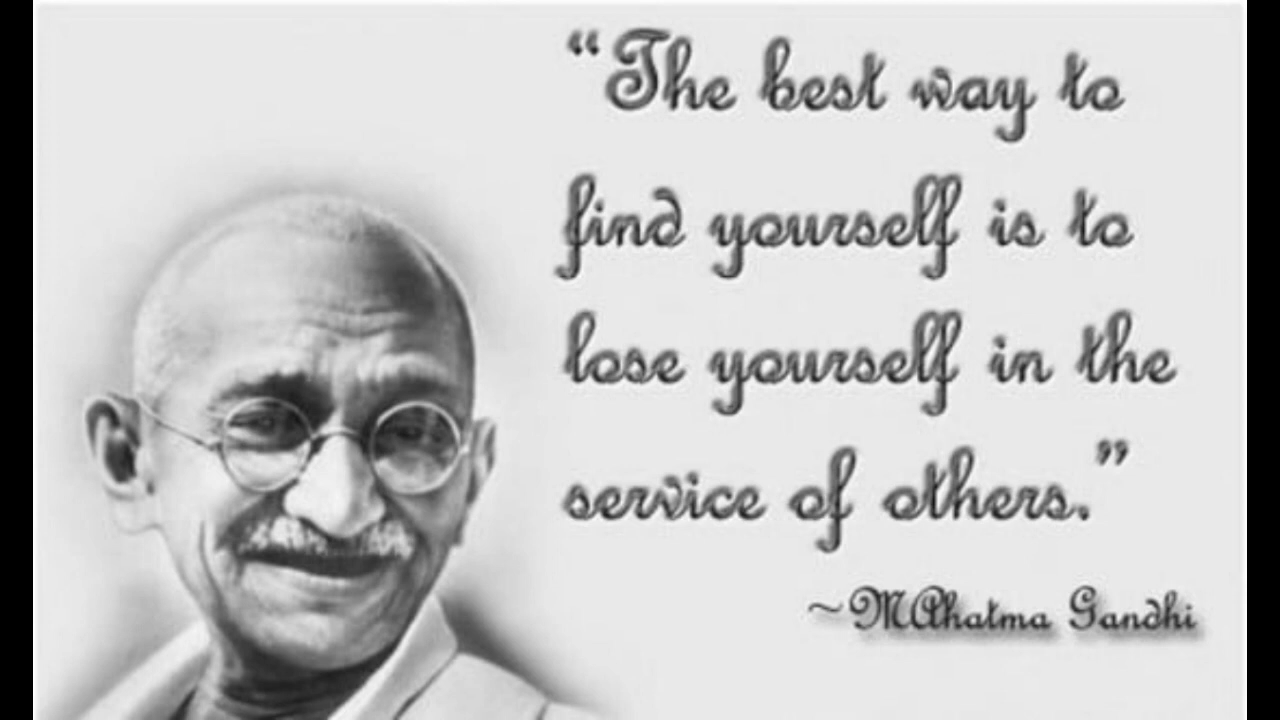 “The best way to
find yourself is to
lose yourself in the
service of others.”
~MAhatma Gandhi